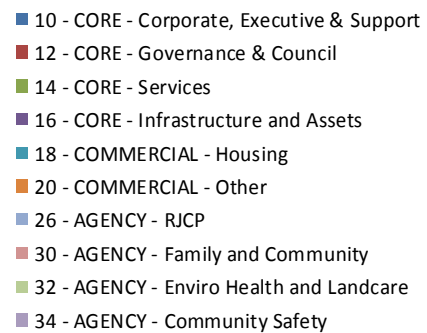 10 - CORE - Corporate, Executive & Support
12 - CORE - Governance & Council
14 - CORE - Services
16 - CORE - Infrastructure and Assets
18 - COMMERCIAL - Housing
20 - COMMERCIAL - Other
26 - AGENCY - RJCP
30 - AGENCY - Family and Community
32 - AGENCY - Enviro Health and Landcare
34 - AGENCY - Community Safety